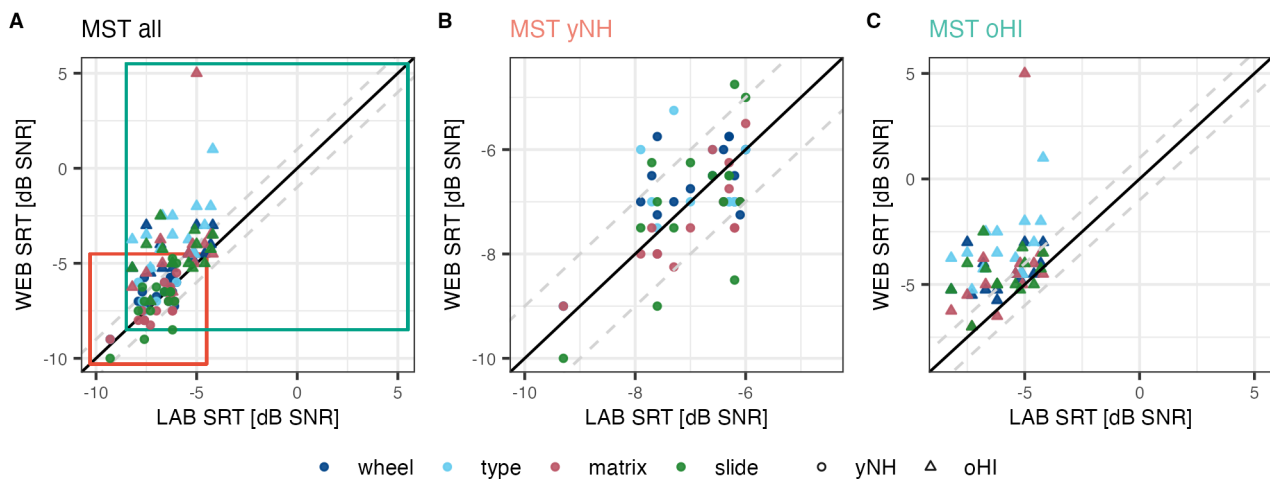 A MST all
B MST yNH
C MST oHI
WEB SRT [dB SNR]
5
0
-5
-10
-10 -5 0 5
LAB SRT [dB SNR]
WEB SRT [dB SNR]
-6
-8
-10
-10 -8 -6
LAB SRT [dB SNR]
WEB SRT [dB SNR]
5
0
-5
-5 0 5
LAB SRT [dB SNR]
wheel type matrix slide yNH oHI